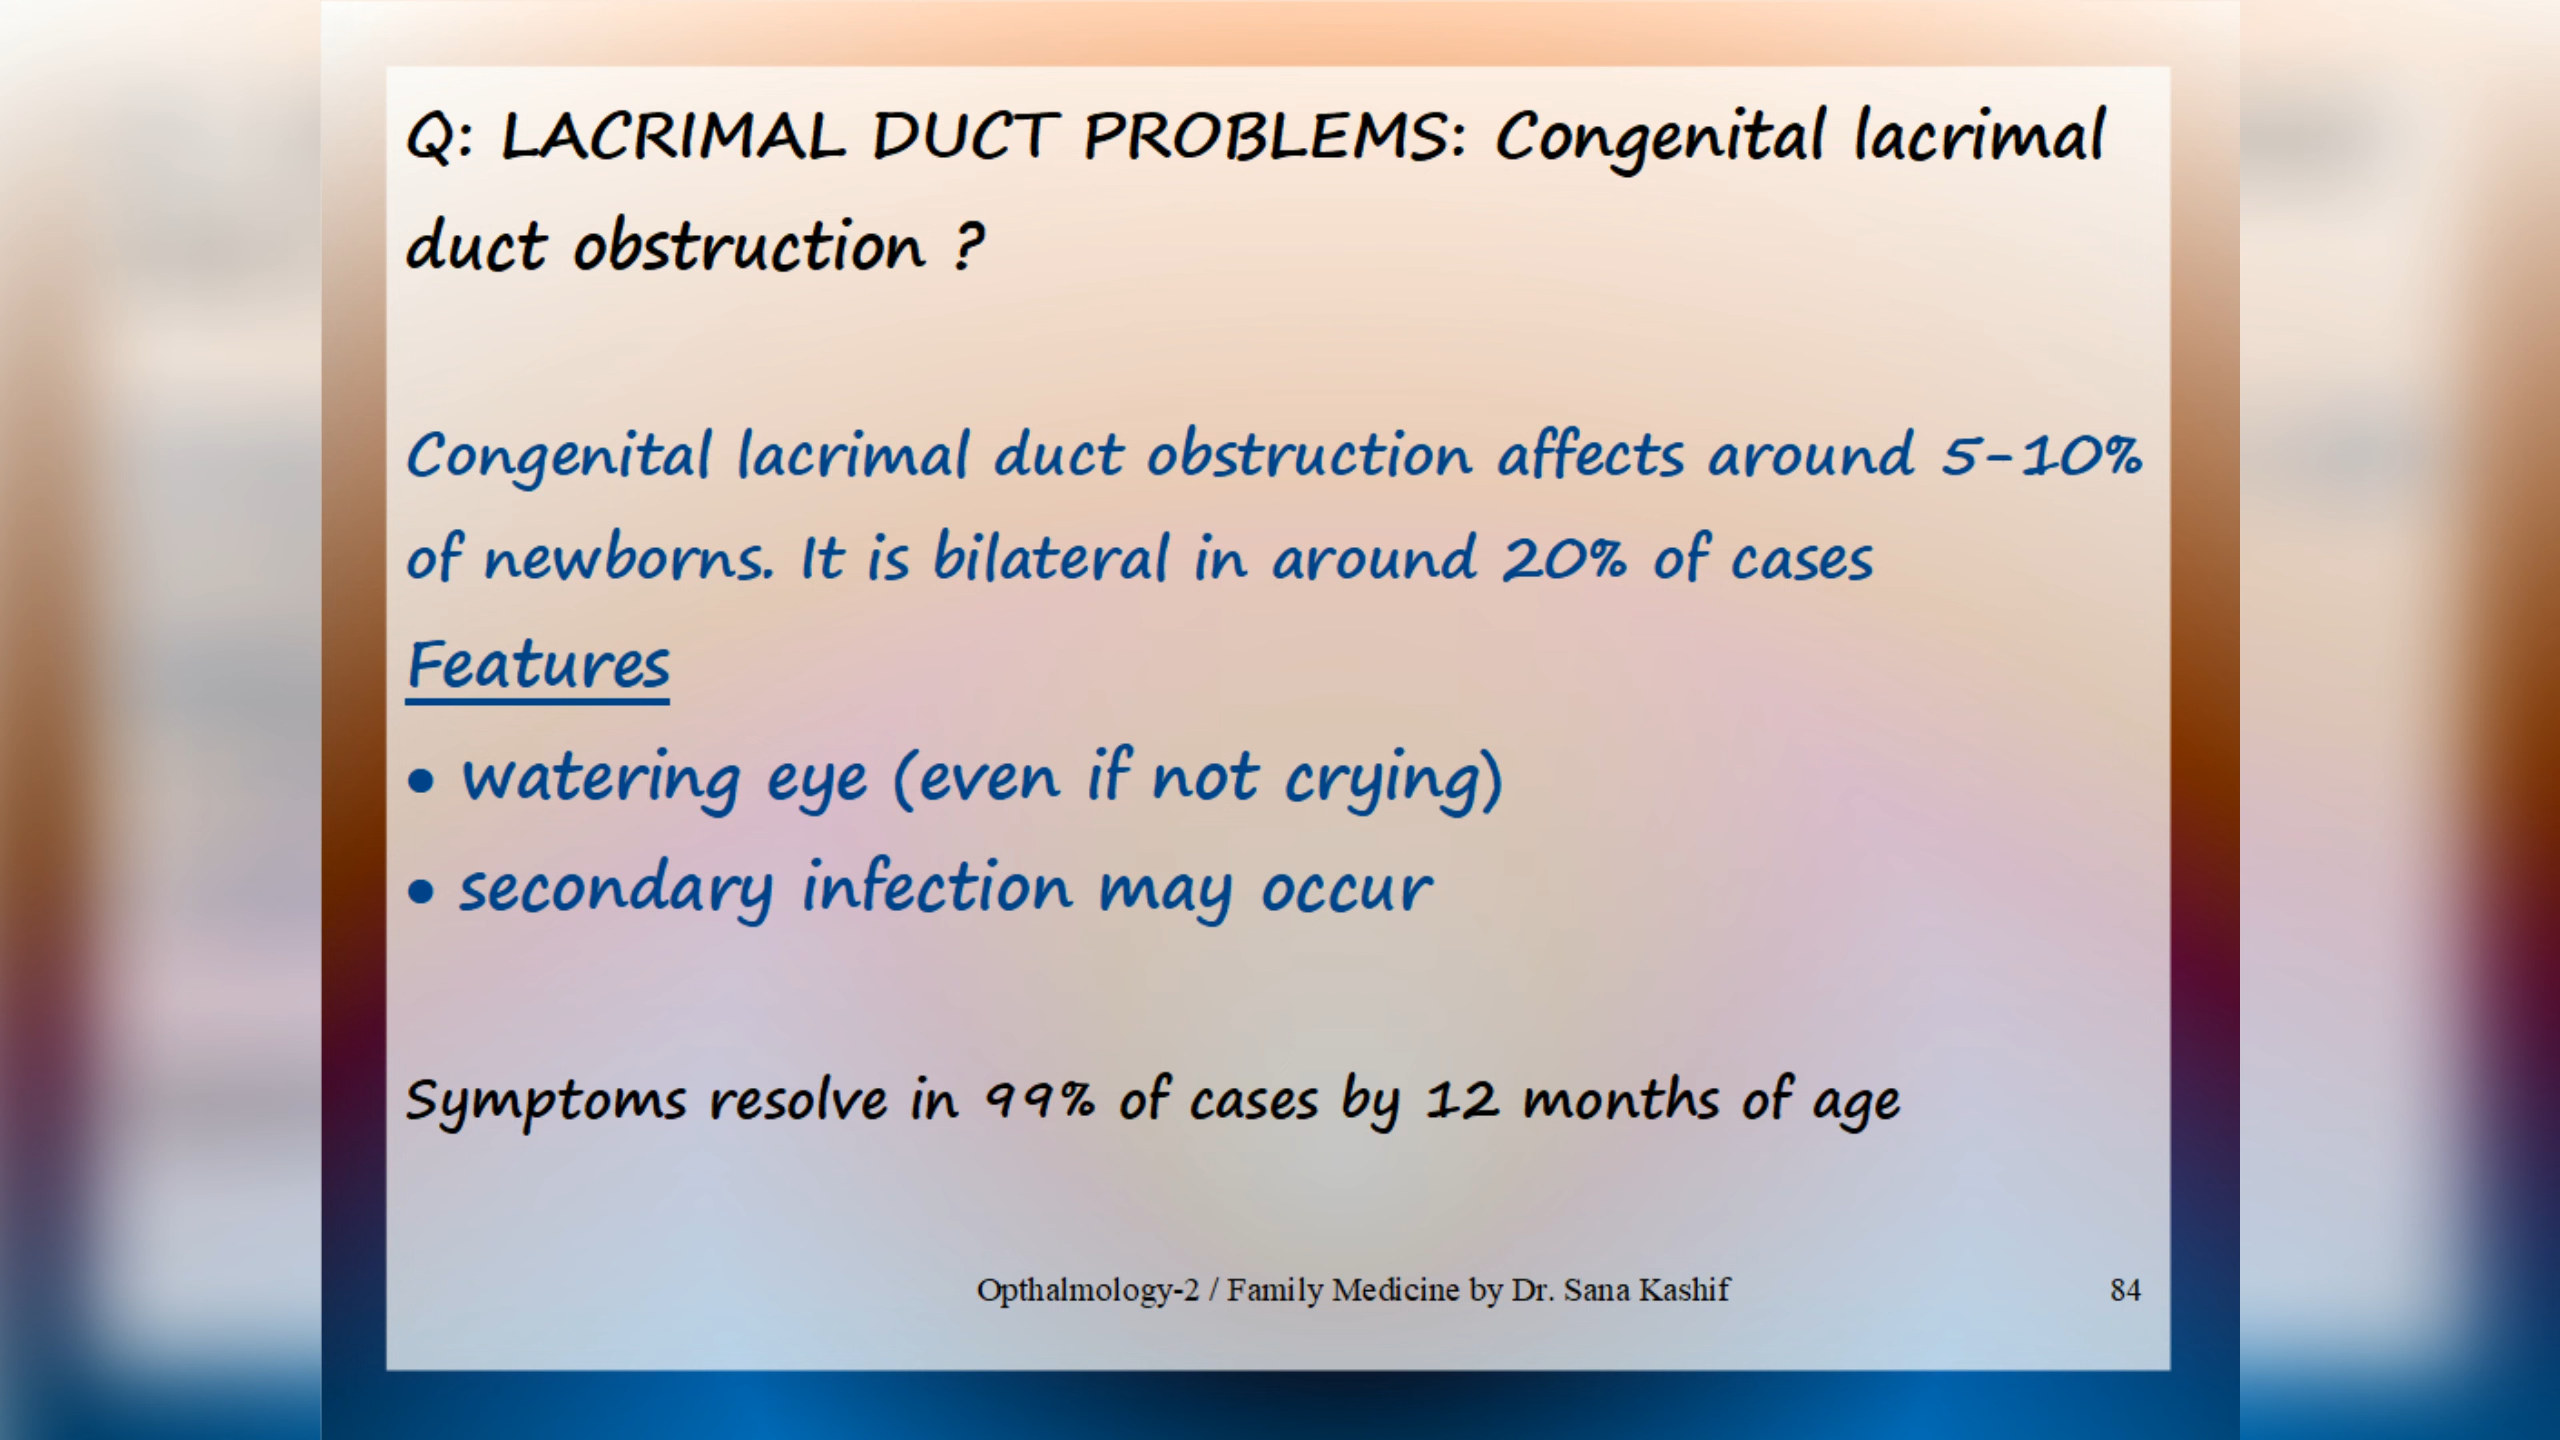 Q: LACRIMAL DUCT PROBLEMS: Congenital lacrimal
duct obstruction ?
Congenital lacrimal duct obstruction affects around 5-10%
of newborns. It is bilateral in around 20% of cases
Features
• watering eye (even if not crying)
• secondary infection may occur
Symptoms resolve in 99% of cases by 12 months of age
Opthalmology-2 / Family Medicine by Dr. Sana Kashif 84